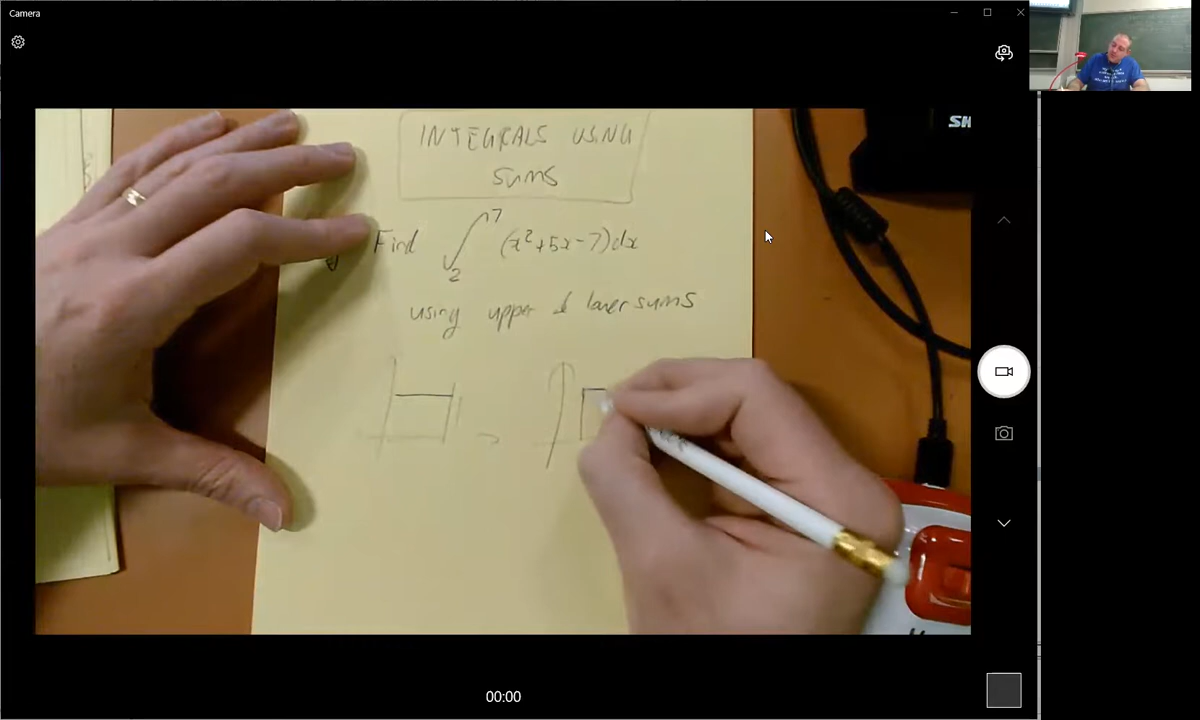 Camera
INTEGRALS USING
SUMS
Find ∫₂⁷ (x²+5x-7)dx
using upper & lower sums
00:00